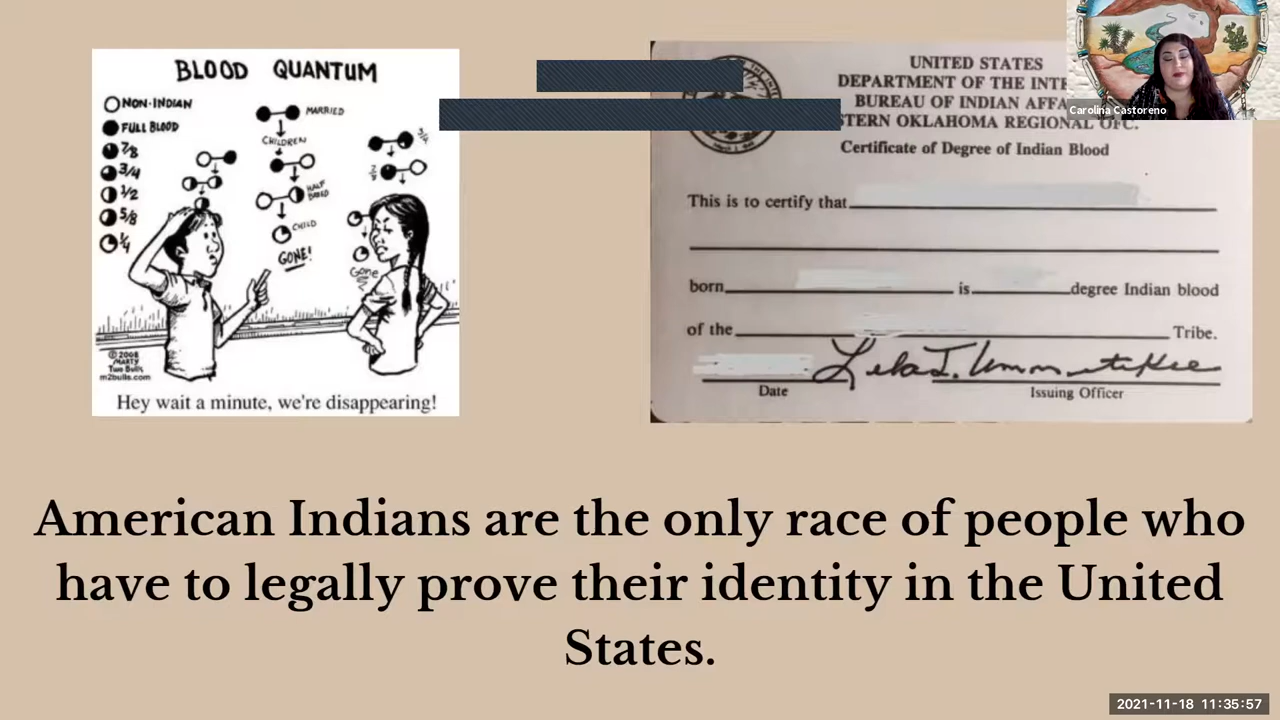 BLOOD QUANTUM
NON-INDIAN
FULL BLOOD
7/8
3/4
1/2
5/8
1/4
MARRIED
CHILDREN
HALF
BREED
CHILD
GONE!
3/4
Gone
© 2008
MARTY
Two Bulls
m2bulls.com
Hey wait a minute, we're disappearing!
UNITED STATES
DEPARTMENT OF THE INTE
BUREAU OF INDIAN AFFA
STERN OKLAHOMA REGIONAL OFC.
Certificate of Degree of Indian Blood
This is to certify that
born is degree Indian blood
of the Tribe.
Date Issuing Officer
Carolina Castoreno
American Indians are the only race of people who
have to legally prove their identity in the United
States.
2021-11-18 11:35:57